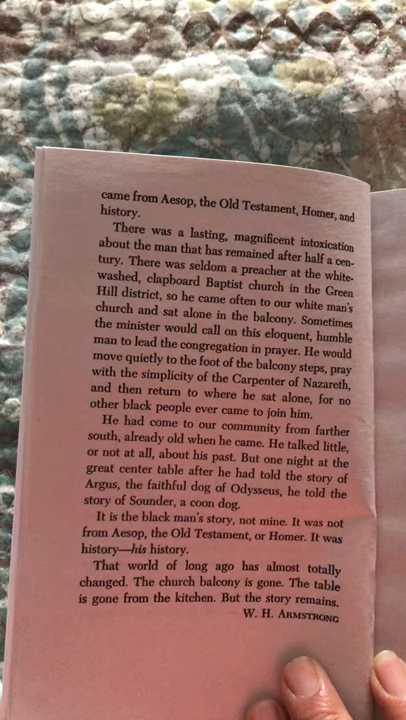 came from Aesop, the Old Testament, Homer, and
history.
There was a lasting, magnificent intoxication
about the man that has remained after half a cen-
tury. There was seldom a preacher at the white-
washed, clapboard Baptist church in the Green
Hill district, so he came often to our white man's
church and sat alone in the balcony. Sometimes
the minister would call on this eloquent, humble
man to lead the congregation in prayer. He would
move quietly to the foot of the balcony steps, pray
with the simplicity of the Carpenter of Nazareth,
and then return to where he sat alone, for no
other black people ever came to join him.
He had come to our community from farther
south, already old when he came. He talked little,
or not at all, about his past. But one night at the
great center table after he had told the story of
Argus, the faithful dog of Odysseus, he told the
story of Sounder, a coon dog.
It is the black man's story, not mine. It was not
from Aesop, the Old Testament, or Homer. It was
history—his history.
That world of long ago has almost totally
changed. The church balcony is gone. The table
is gone from the kitchen. But the story remains.
W. H. ARMSTRONG